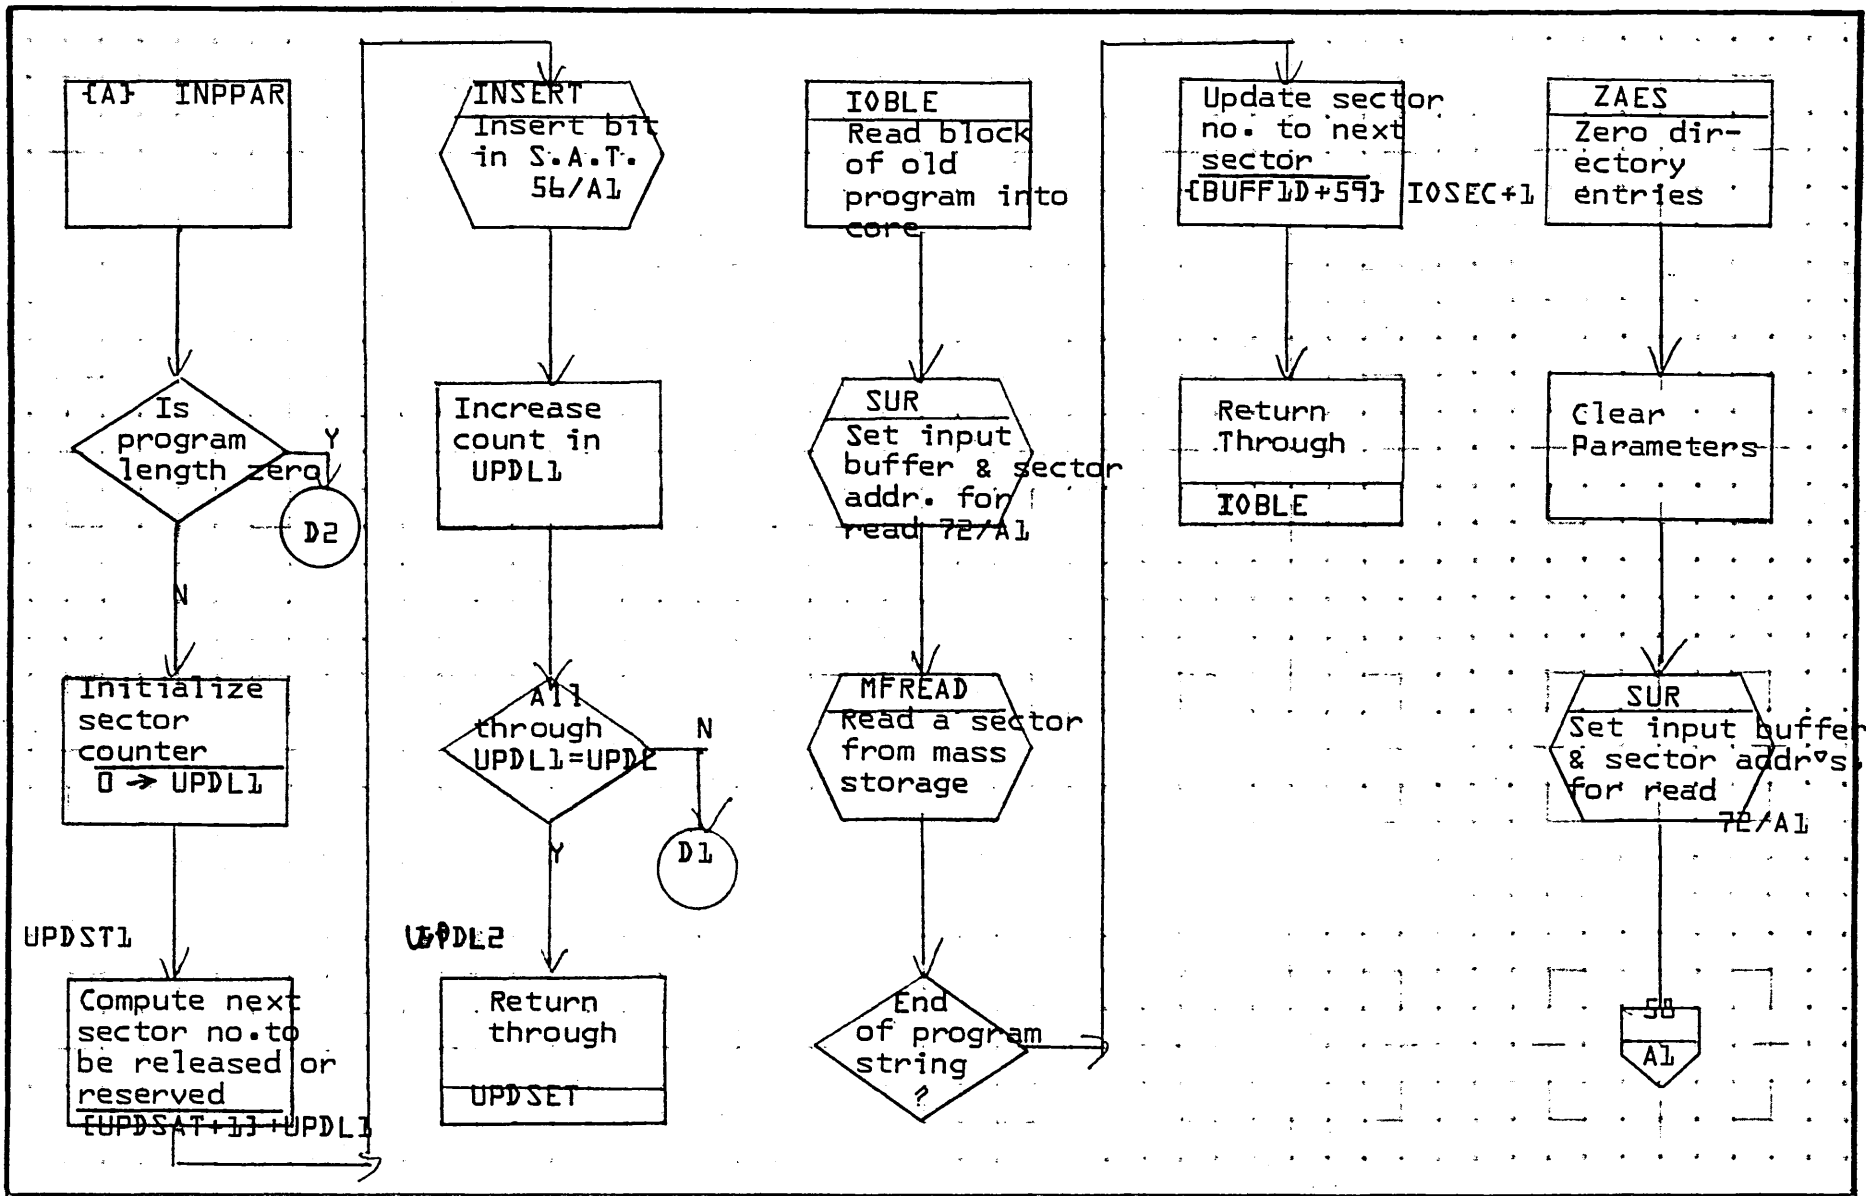 {A} INPPAR
Is
program
length zero
Y
D2
N
Initialize
sector
counter
0 → UPDL1
UPDST1
Compute next
sector no.to
be released or
reserved
{UPDSAT+1}+UPDL1
INSERT
Insert bit
in S.A.T.
56/A1
Increase
count in
UPDL1
All
through
UPDL1=UPDL
N
D1
Y
UPDL2
Return
through
UPDSET
IOBLE
Read block
of old
program into
core
SUR
Set input
buffer & sector
addr. for
read 72/A1
MFREAD
Read a sector
from mass
storage
End
of program
string
?
Update sector
no. to next
sector
{BUFF1D+59} IOSEC+1
Return
Through
IOBLE
ZAES
Zero dir-
ectory
entries
Clear
Parameters
SUR
Set input buffer
& sector addr▿s.
for read
72/A1
58
A1